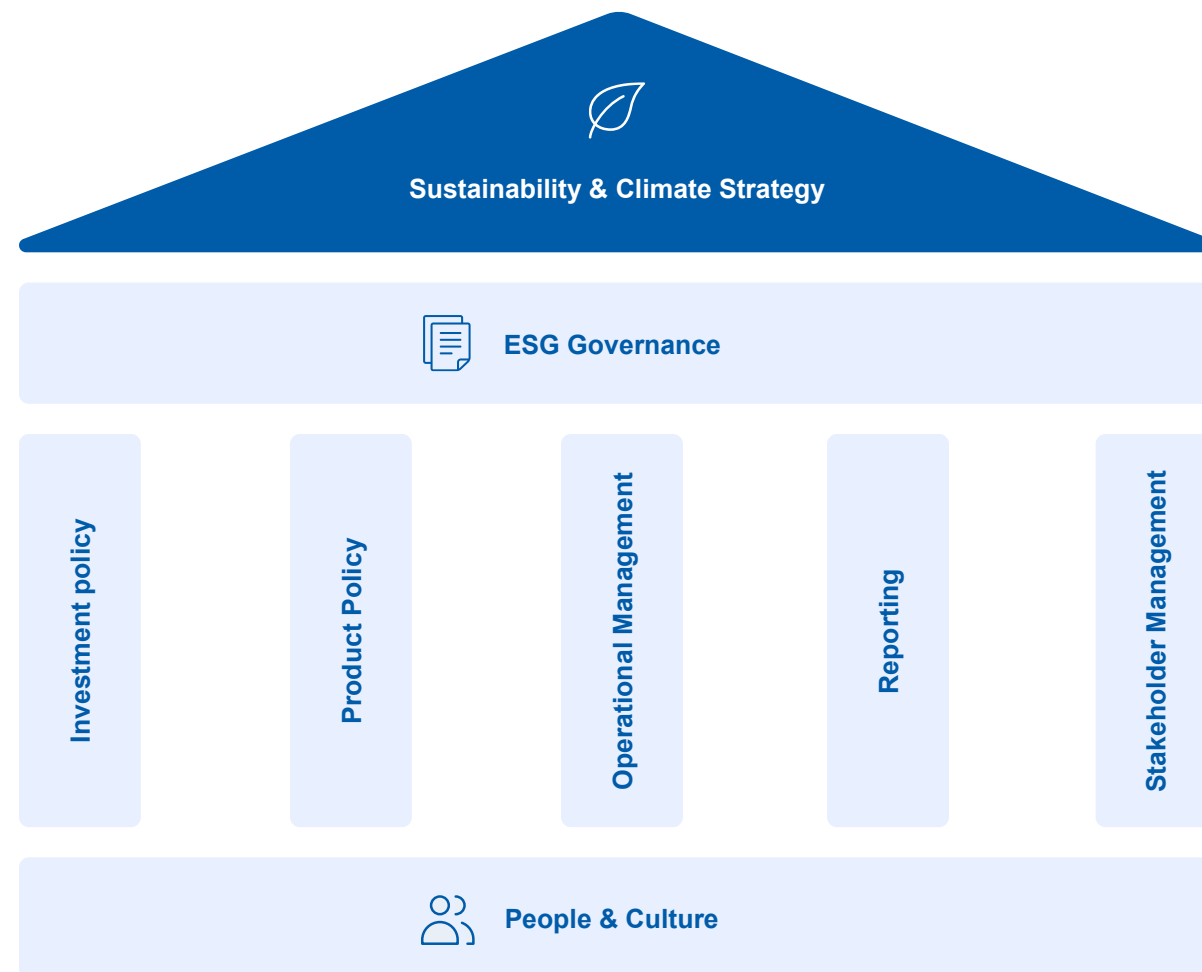 Sustainability & Climate Strategy
ESG Governance
Investment policy
Product Policy
Operational Management
Reporting
Stakeholder Management
People & Culture